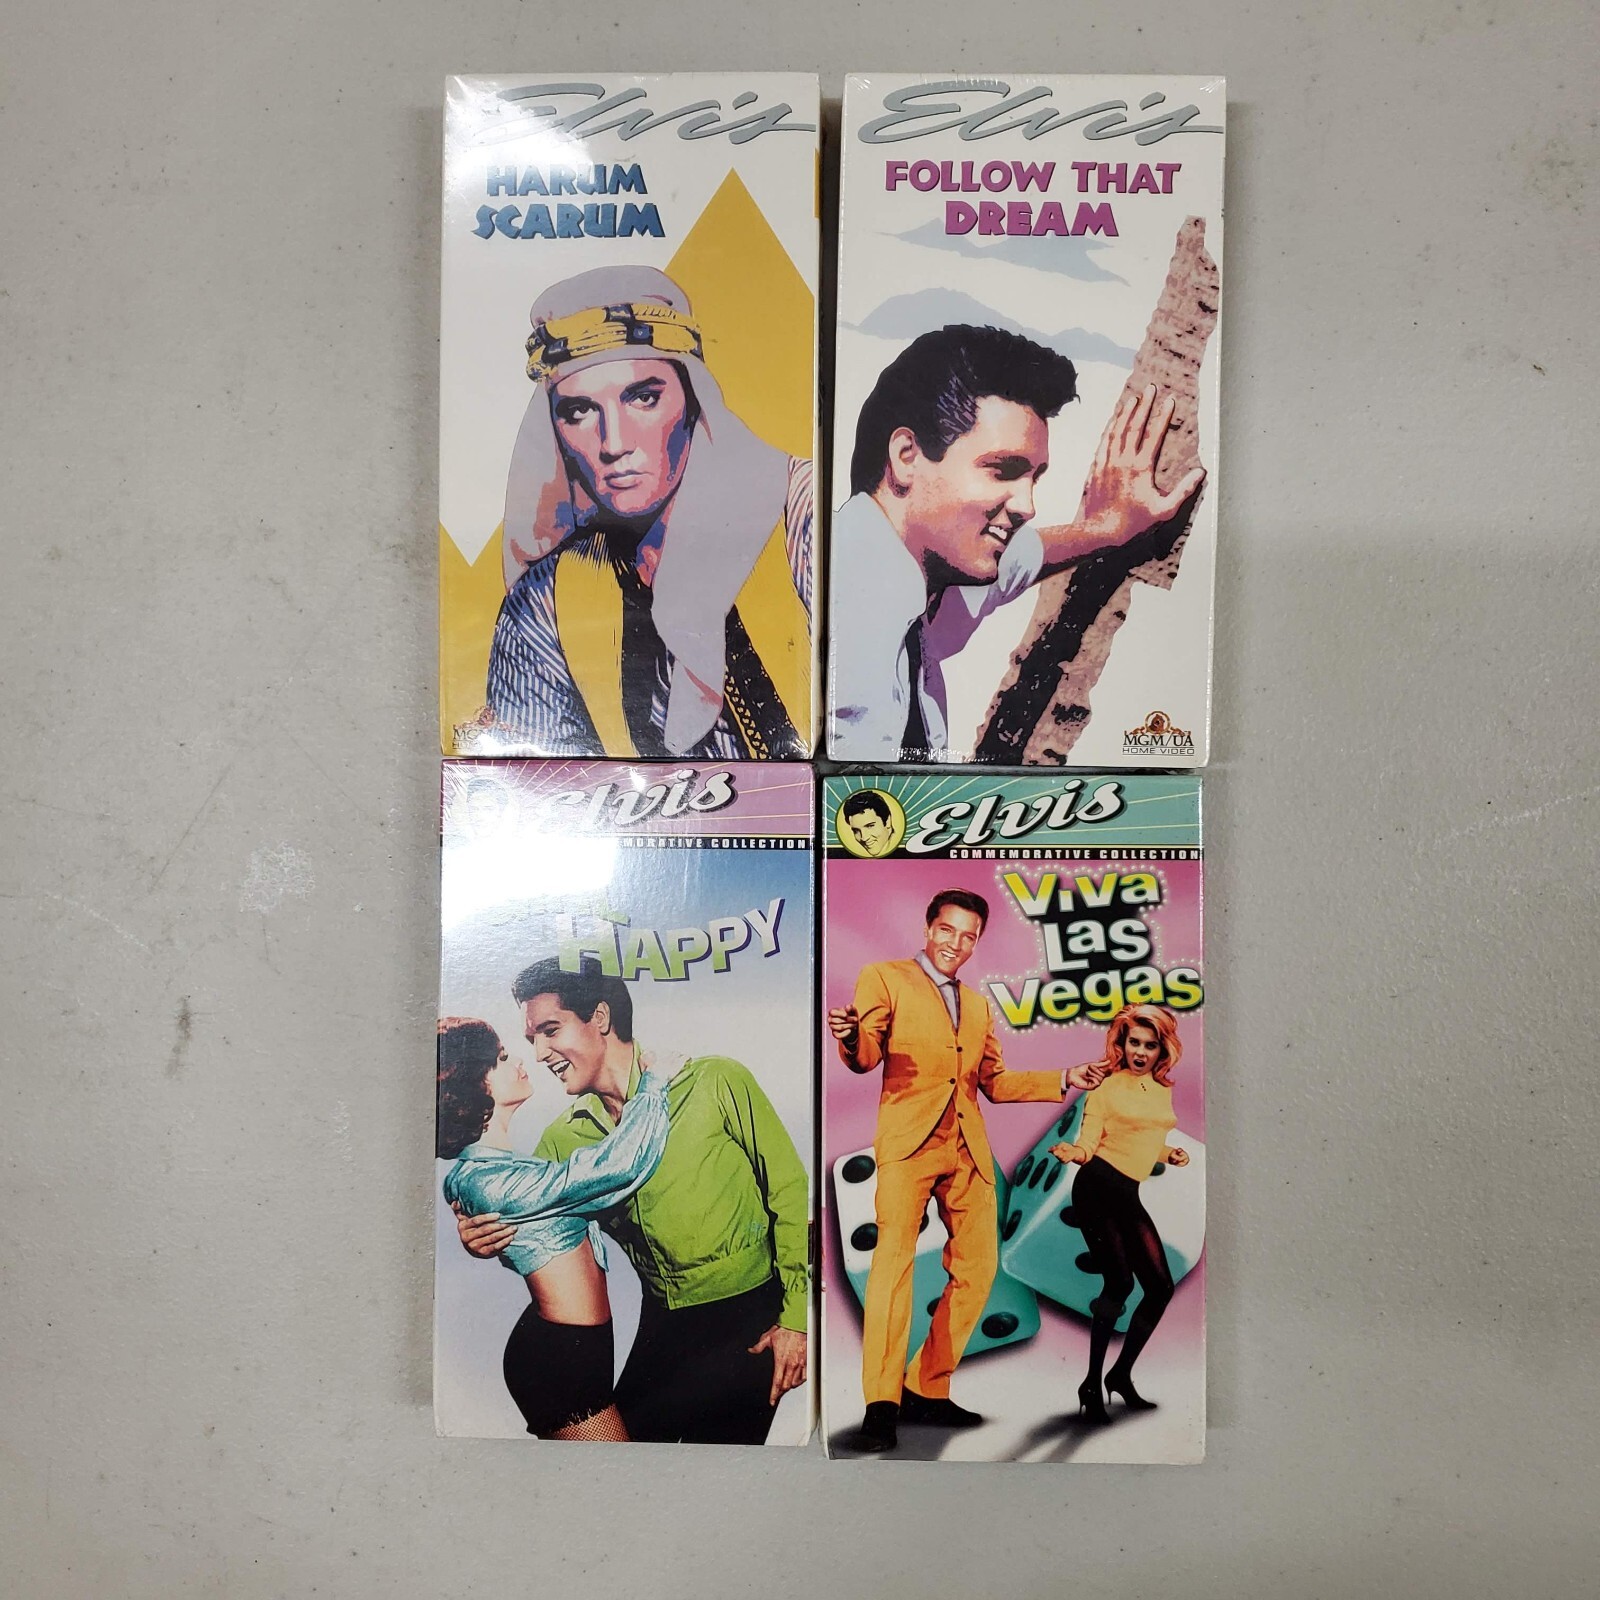 Elvis
HARUM
SCARUM
Elvis
FOLLOW THAT
DREAM
MGM/UA
HOME VIDEO
Elvis
COLLECTION
HAPPY
Elvis
COMMEMORATIVE COLLECTION
Viva
Las
Vegas